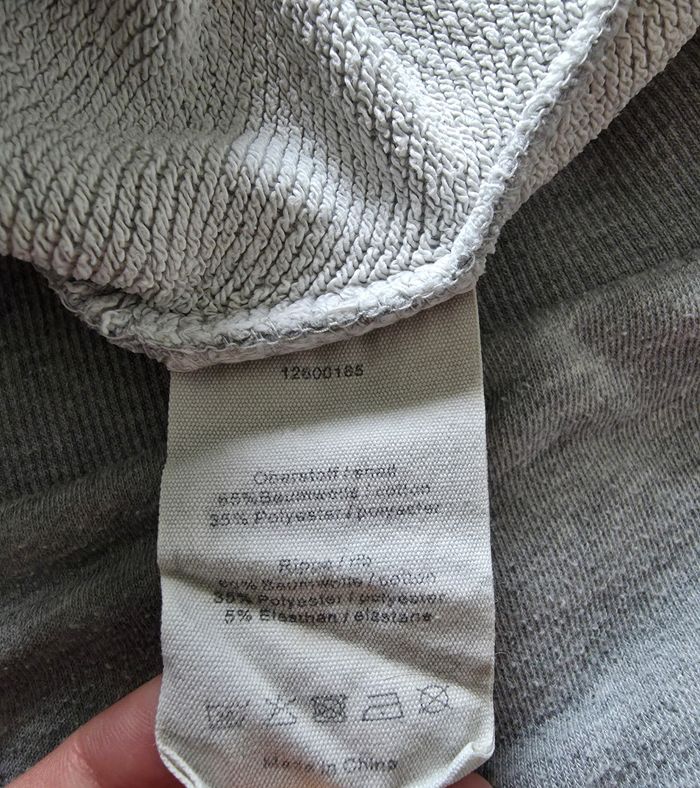 12600185
Oberstoff / shell
65% Baumwolle / cotton
35% Polyester / polyester
Rippe / rib
60% Baumwolle / cotton
35% Polyester / polyester
5% Elasthan / elastane
Made in China